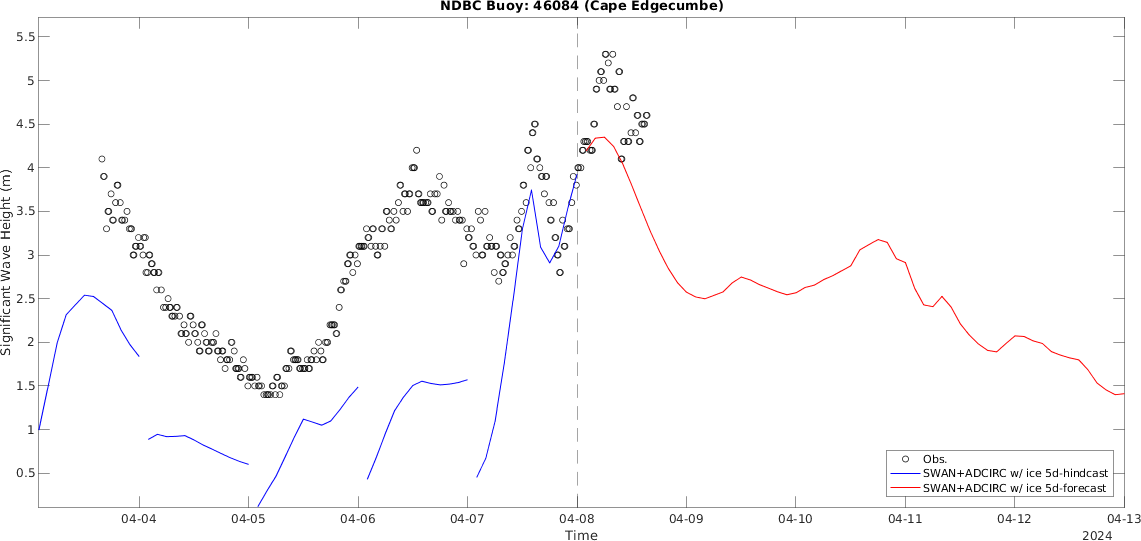 NDBC Buoy: 46084 (Cape Edgecumbe)
Significant Wave Height (m)
5.5
5
4.5
4
3.5
3
2.5
2
1.5
1
0.5
Obs.
SWAN+ADCIRC w/ ice 5d-hindcast
SWAN+ADCIRC w/ ice 5d-forecast
04-04 04-05 04-06 04-07 04-08 04-09 04-10 04-11 04-12 04-13
Time
2024